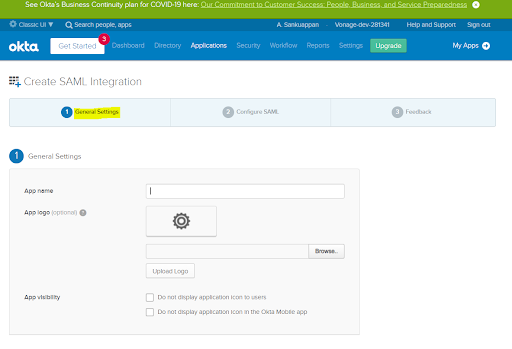 See Okta's Business Continuity plan for COVID-19 here: Our Commitment to Customer Success: People, Business, and Service Preparedness
Classic UI Search people, apps A. Sankuappan Vonage-dev-281341 Help and Support Sign out
okta Get Started 3 Dashboard Directory Applications Security Workflow Reports Settings Upgrade My Apps
Create SAML Integration
1 General Settings 2 Configure SAML 3 Feedback
1 General Settings
App name
App logo (optional) ?
Browse..
Upload Logo
App visibility Do not display application icon to users
Do not display application icon in the Okta Mobile app